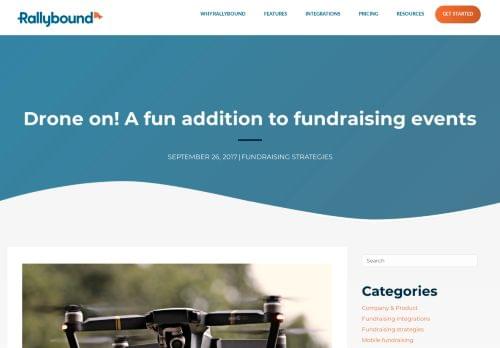 Rallybound
WHY RALLYBOUND
FEATURES
INTEGRATIONS
PRICING
RESOURCES
GET STARTED
Drone on! A fun addition to fundraising events
SEPTEMBER 26, 2017 | FUNDRAISING STRATEGIES
Search
Categories
Company & Product
Fundraising integrations
Fundraising strategies
Mobile fundraising